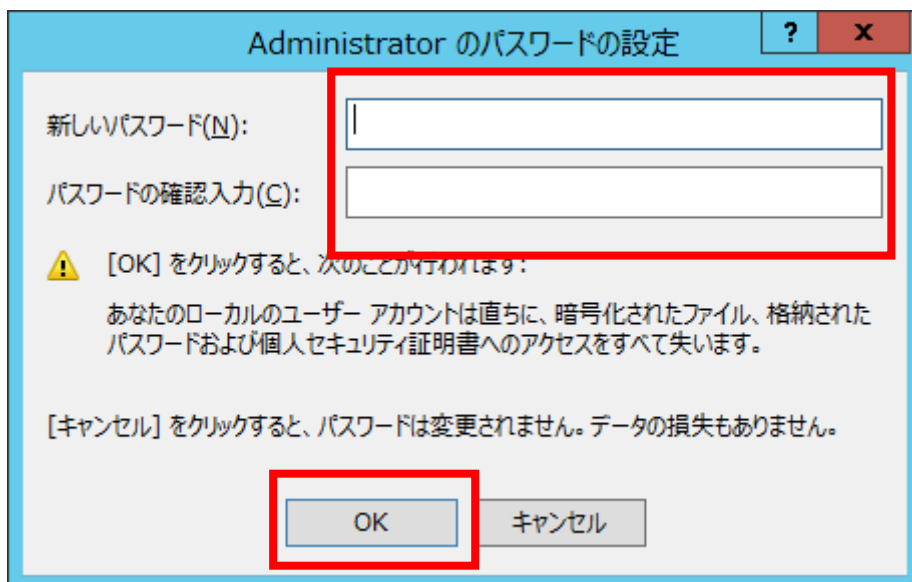 Administrator のパスワードの設定
? x
新しいパスワード(N):
パスワードの確認入力(C):
[OK] をクリックすると、次のことが行われます:
あなたのローカルのユーザー アカウントは直ちに、暗号化されたファイル、格納された
パスワードおよび個人セキュリティ証明書へのアクセスをすべて失います。
[キャンセル] をクリックすると、パスワードは変更されません。データの損失もありません。
OK キャンセル